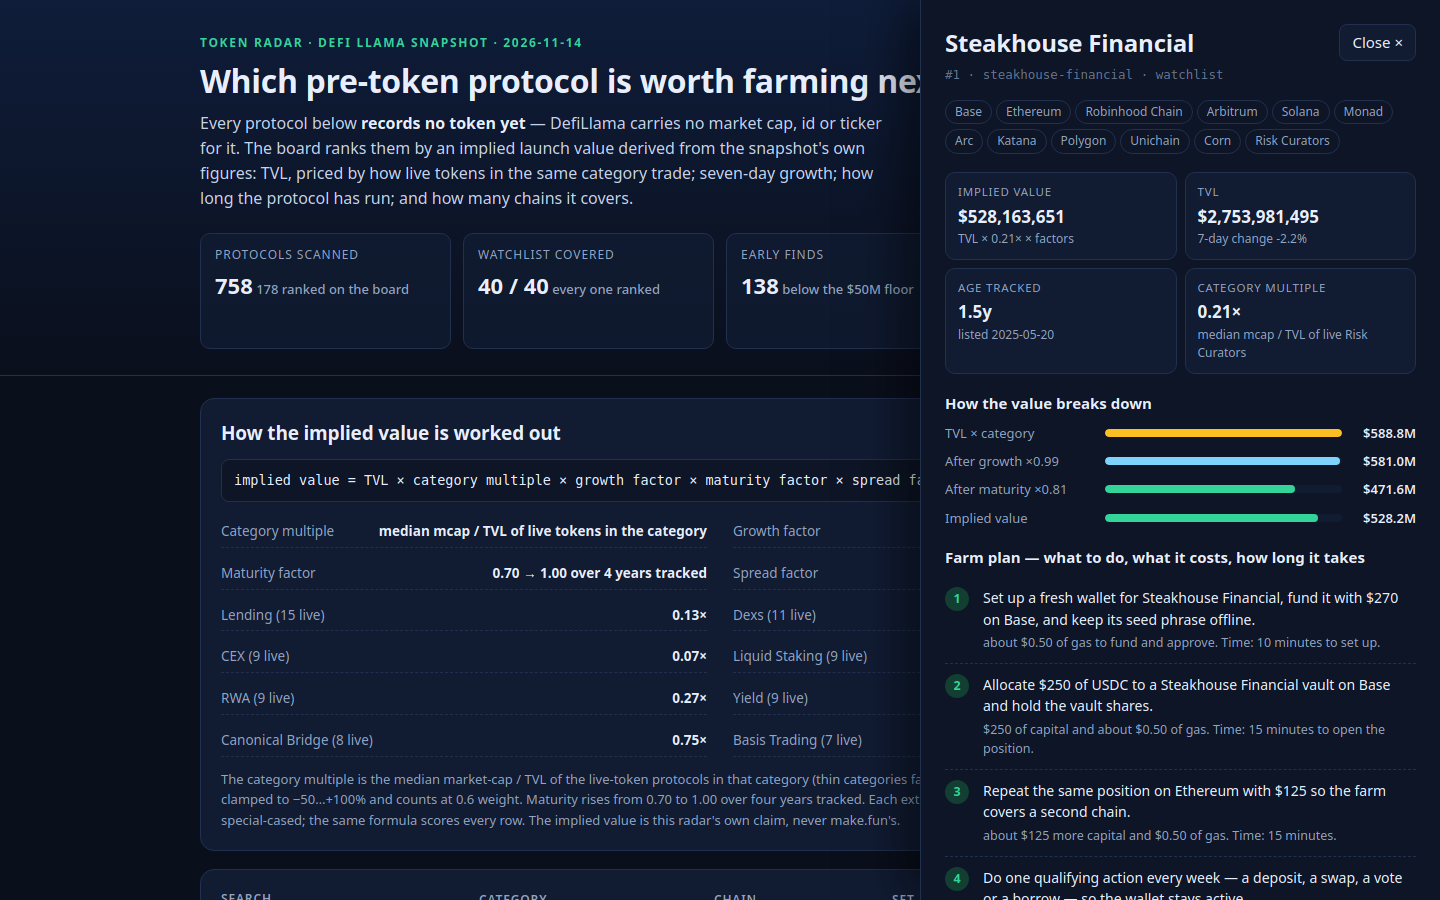 TOKEN RADAR · DEFI LLAMA SNAPSHOT · 2026-11-14
Which pre-token protocol is worth farming
Every protocol below records no token yet — DefiLlama carries no market cap, id or ticker
for it. The board ranks them by an implied launch value derived from the snapshot's own
figures: TVL, priced by how live tokens in the same category trade; seven-day growth; how
long the protocol has run; and how many chains it covers.
PROTOCOLS SCANNED
758 178 ranked on the board
WATCHLIST COVERED
40 / 40 every one ranked
EARLY FINDS
138 below the $50M floor
How the implied value is worked out
implied value = TVL × category multiple × growth factor × maturity factor × spread
Category multiple median mcap / TVL of live tokens in the category
Growth factor
Maturity factor 0.70 → 1.00 over 4 years tracked
Spread factor
Lending (15 live) 0.13×
Dexs (11 live)
CEX (9 live) 0.07×
Liquid Staking (9 live)
RWA (9 live) 0.27×
Yield (9 live)
Canonical Bridge (8 live) 0.75×
Basis Trading (7 live)
The category multiple is the median market-cap / TVL of the live-token protocols in that category (thin categories
clamped to −50…+100% and counts at 0.6 weight. Maturity rises from 0.70 to 1.00 over four years tracked. Each
special-cased; the same formula scores every row. The implied value is this radar's own claim, never make.fun's.
SEARCH
CATEGORY
CHAIN
SET
Steakhouse Financial
Close ×
#1 · steakhouse-financial · watchlist
Base Ethereum Robinhood Chain Arbitrum Solana Monad
Arc Katana Polygon Unichain Corn Risk Curators
IMPLIED VALUE
$528,163,651
TVL × 0.21× × factors
TVL
$2,753,981,495
7-day change -2.2%
AGE TRACKED
1.5y
listed 2025-05-20
CATEGORY MULTIPLE
0.21×
median mcap / TVL of live Risk
Curators
How the value breaks down
TVL × category $588.8M
After growth ×0.99 $581.0M
After maturity ×0.81 $471.6M
Implied value $528.2M
Farm plan — what to do, what it costs, how long it takes
1 Set up a fresh wallet for Steakhouse Financial, fund it with $270
on Base, and keep its seed phrase offline.
about $0.50 of gas to fund and approve. Time: 10 minutes to set up.
2 Allocate $250 of USDC to a Steakhouse Financial vault on Base
and hold the vault shares.
$250 of capital and about $0.50 of gas. Time: 15 minutes to open the
position.
3 Repeat the same position on Ethereum with $125 so the farm
covers a second chain.
about $125 more capital and $0.50 of gas. Time: 15 minutes.
4 Do one qualifying action every week — a deposit, a swap, a vote
or a borrow — so the wallet stays active.